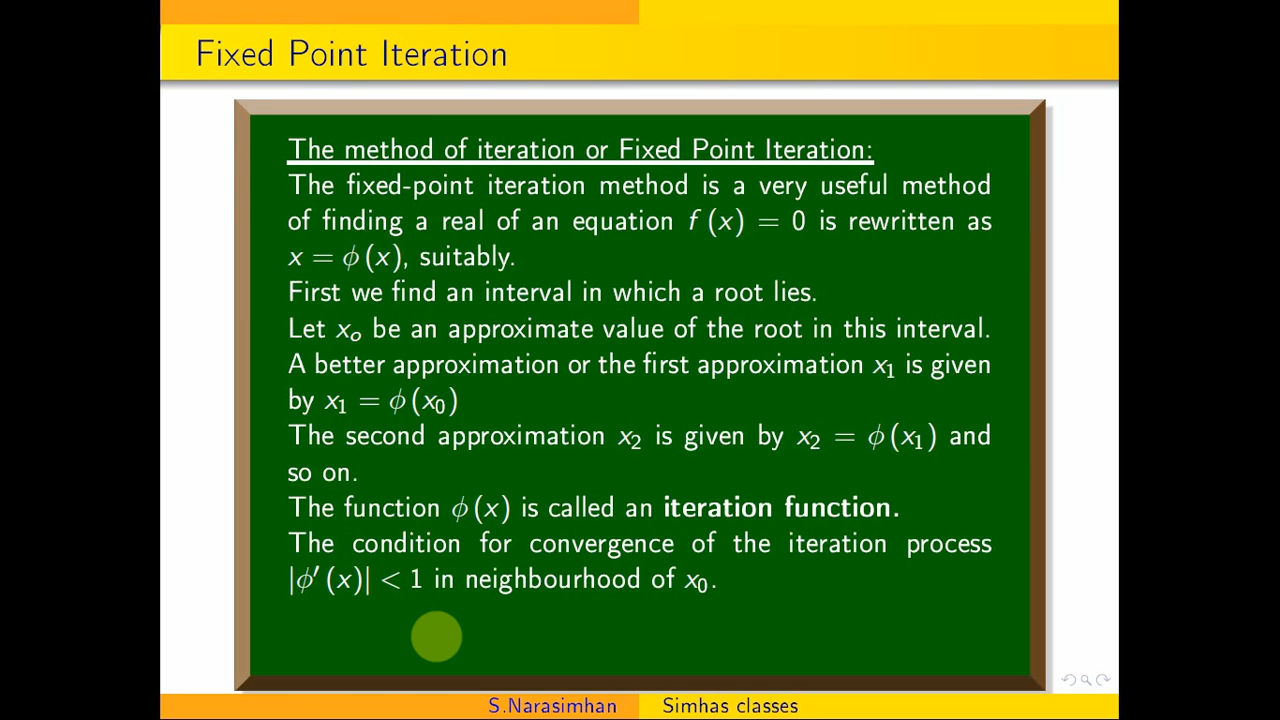 Fixed Point Iteration
The method of iteration or Fixed Point Iteration:
The fixed-point iteration method is a very useful method
of finding a real of an equation f (x) = 0 is rewritten as
x = ϕ (x), suitably.
First we find an interval in which a root lies.
Let xₒ be an approximate value of the root in this interval.
A better approximation or the first approximation x₁ is given
by x₁ = ϕ (x₀)
The second approximation x₂ is given by x₂ = ϕ (x₁) and
so on.
The function ϕ (x) is called an iteration function.
The condition for convergence of the iteration process
|ϕ′ (x)| < 1 in neighbourhood of x₀.
S.Narasimhan Simhas classes